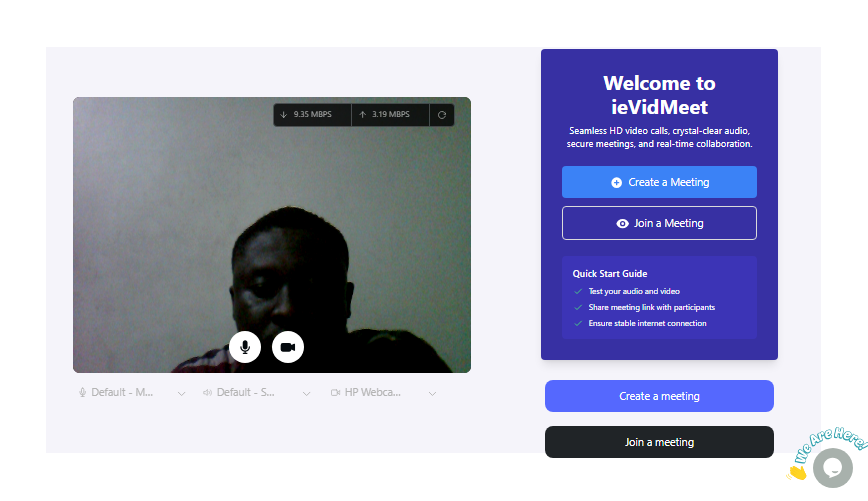 9.35 MBPS
3.19 MBPS
Default - M...
Default - S...
HP Webca...
Welcome to
ieVidMeet
Seamless HD video calls, crystal-clear audio,
secure meetings, and real-time collaboration.
Create a Meeting
Join a Meeting
Quick Start Guide
Test your audio and video
Share meeting link with participants
Ensure stable internet connection
Create a meeting
Join a meeting
We Are Here!